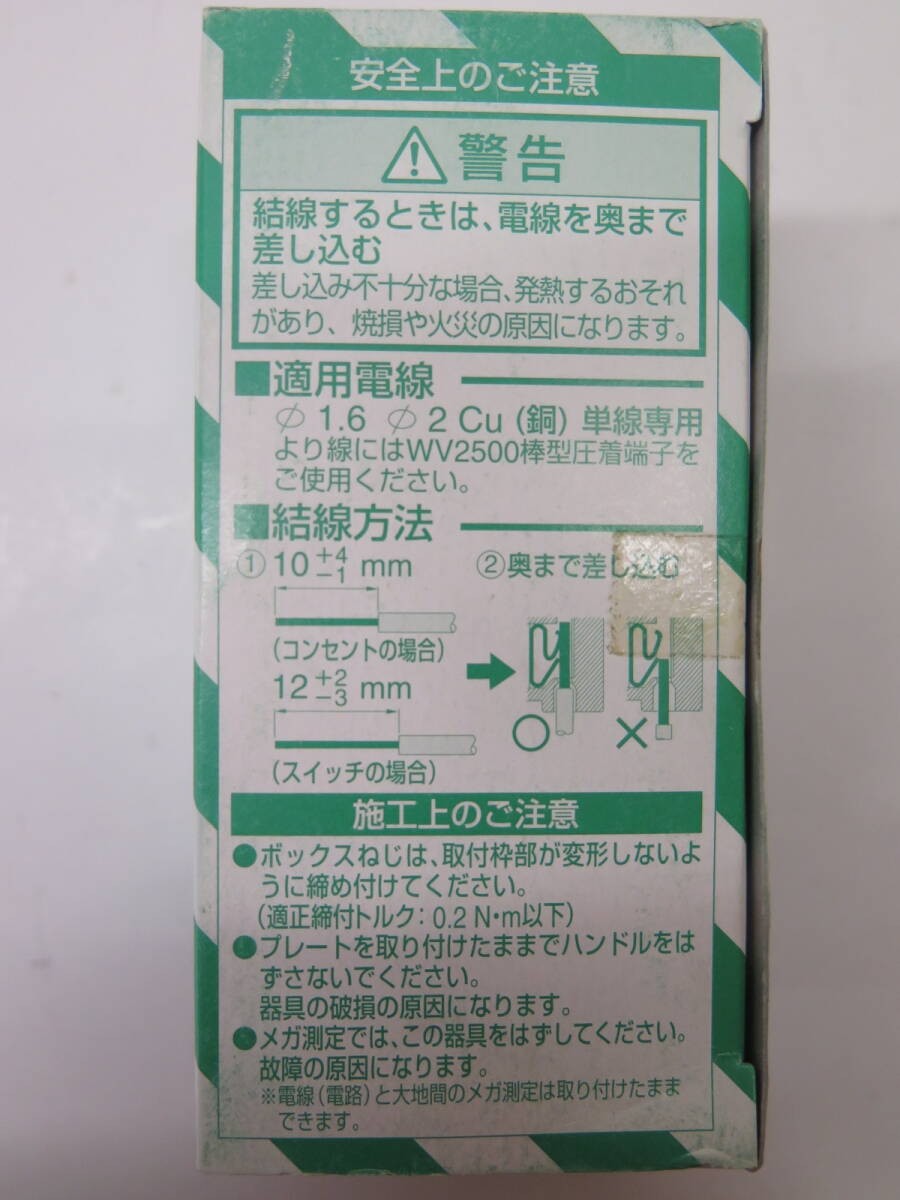 安全上のご注意
警告
結線するときは、電線を奥まで
差し込む
差し込み不十分な場合、発熱するおそれ
があり、焼損や火災の原因になります。
■適用電線
φ1.6 φ2 Cu(銅)単線専用
より線にはWV2500棒型圧着端子を
ご使用ください。
■結線方法
①10 +4 −1 mm
(コンセントの場合)
12 +2 −3 mm
(スイッチの場合)
②奥まで差し込む
○ ×
施工上のご注意
●ボックスねじは、取付枠部が変形しないよ
うに締め付けてください。
(適正締付トルク:0.2 N・m以下)
●プレートを取り付けたままでハンドルをは
ずさないでください。
器具の破損の原因になります。
●メガ測定では、この器具をはずしてください。
故障の原因になります。
※電線(電路)と大地間のメガ測定は取り付けたまま
できます。